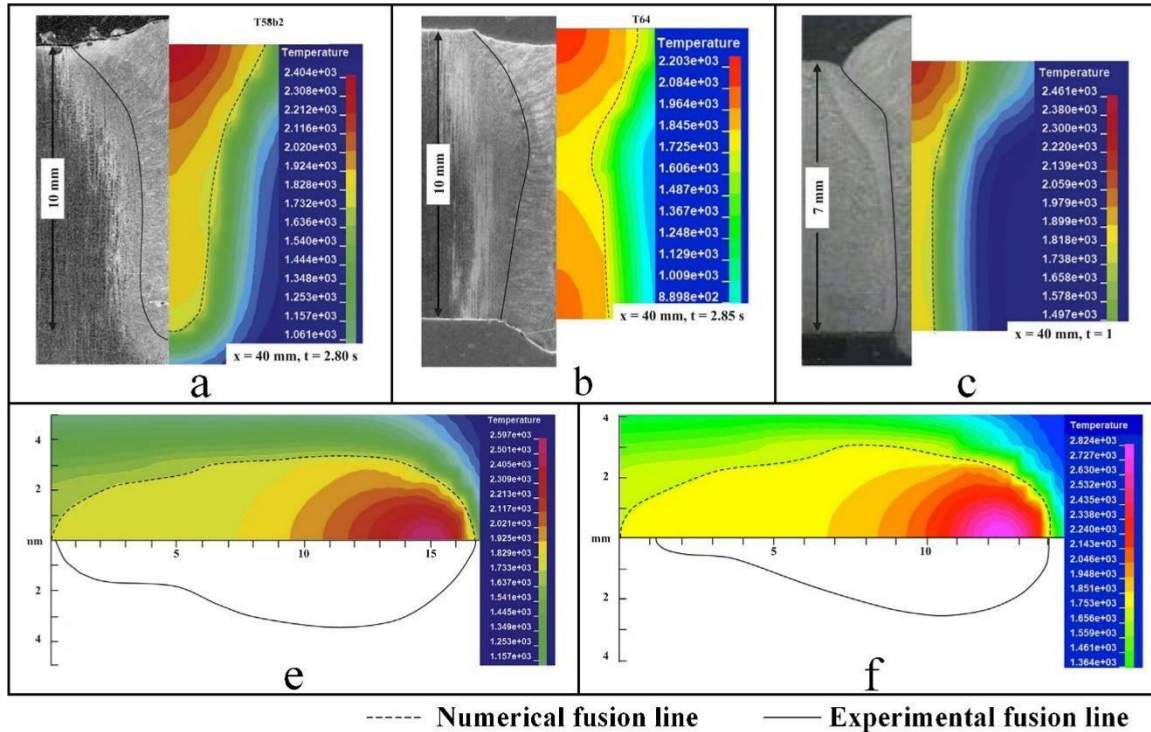 T58b2
Temperature
2.404e+03
2.308e+03
2.212e+03
2.116e+03
2.020e+03
1.924e+03
1.828e+03
1.732e+03
1.636e+03
1.540e+03
1.444e+03
1.348e+03
1.253e+03
1.157e+03
1.061e+03
10 mm
x = 40 mm, t = 2.80 s
a
T64
Temperature
2.203e+03
2.084e+03
1.964e+03
1.845e+03
1.725e+03
1.606e+03
1.487e+03
1.367e+03
1.248e+03
1.129e+03
1.009e+03
8.898e+02
10 mm
x = 40 mm, t = 2.85 s
b
Temperature
2.461e+03
2.380e+03
2.300e+03
2.220e+03
2.139e+03
2.059e+03
1.979e+03
1.899e+03
1.818e+03
1.738e+03
1.658e+03
1.578e+03
1.497e+03
7 mm
x = 40 mm, t = 1
c
4
2
nm
5
10
15
2
4
Temperature
2.597e+03
2.501e+03
2.405e+03
2.309e+03
2.213e+03
2.117e+03
2.021e+03
1.925e+03
1.829e+03
1.733e+03
1.637e+03
1.541e+03
1.445e+03
1.349e+03
1.253e+03
1.157e+03
e
4
2
mm
5
10
2
4
Temperature
2.824e+03
2.727e+03
2.630e+03
2.532e+03
2.435e+03
2.338e+03
2.240e+03
2.143e+03
2.046e+03
1.948e+03
1.851e+03
1.753e+03
1.656e+03
1.559e+03
1.461e+03
1.364e+03
f
Numerical fusion line
Experimental fusion line